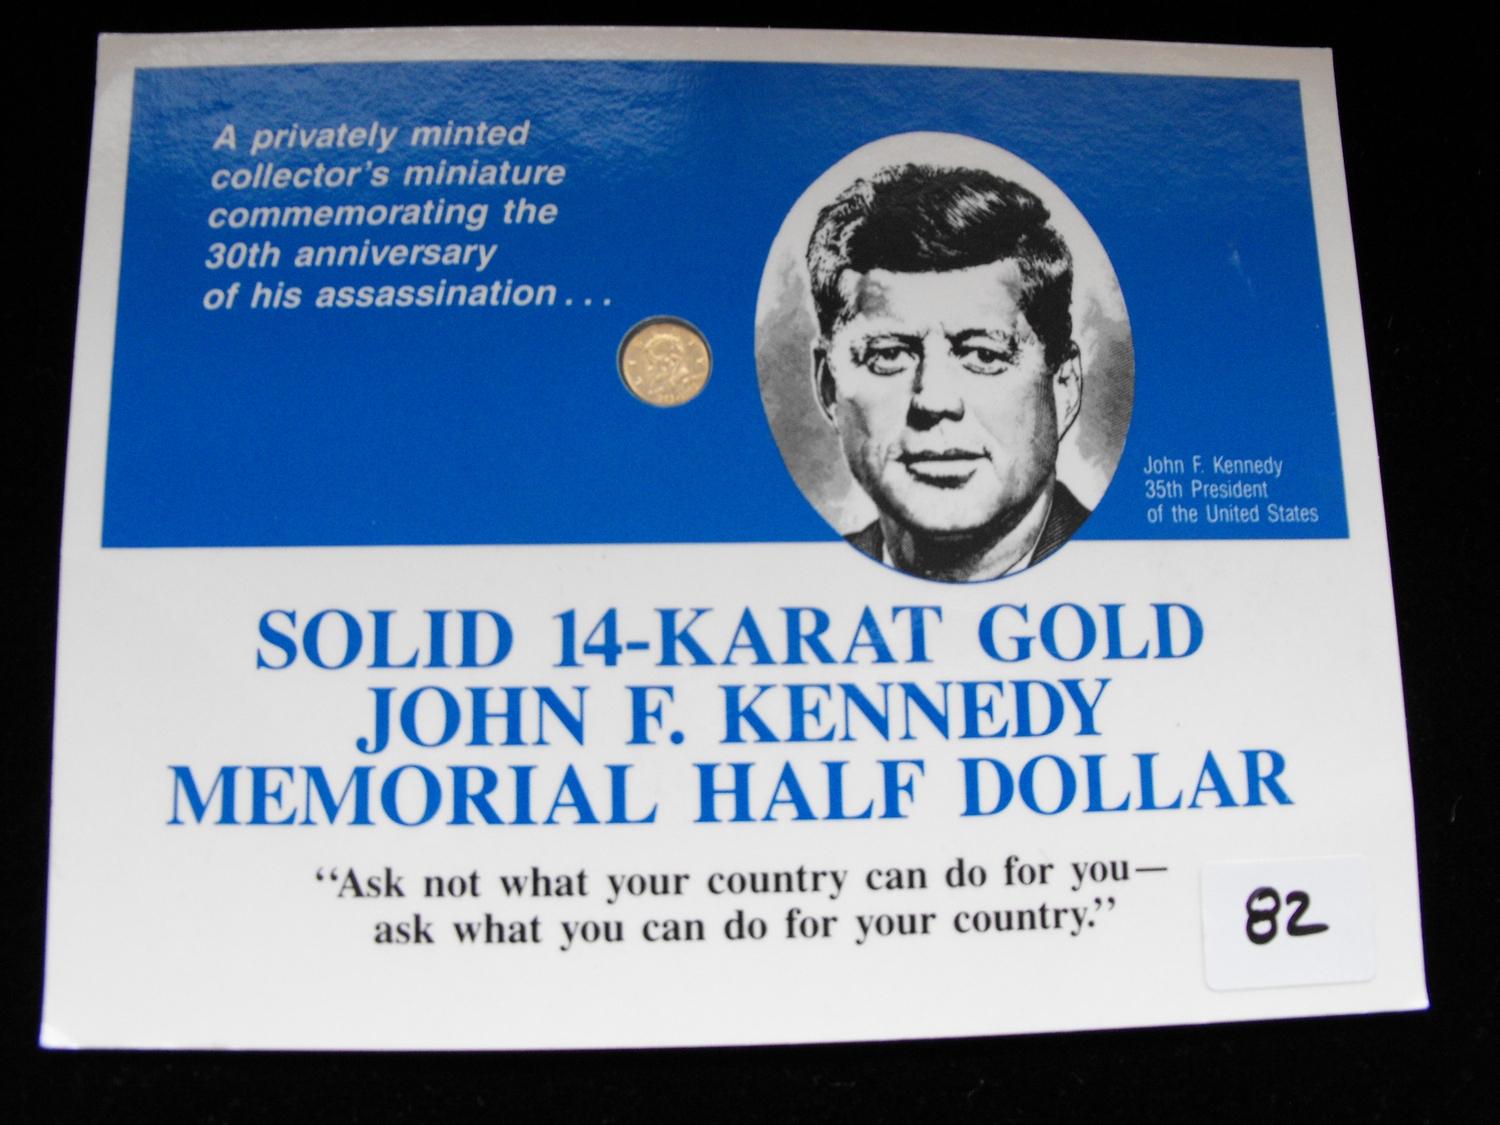 A privately minted
collector's miniature
commemorating the
30th anniversary
of his assassination...
John F. Kennedy
35th President
of the United States
SOLID 14-KARAT GOLD
JOHN F. KENNEDY
MEMORIAL HALF DOLLAR
“Ask not what your country can do for you—
ask what you can do for your country.”
82